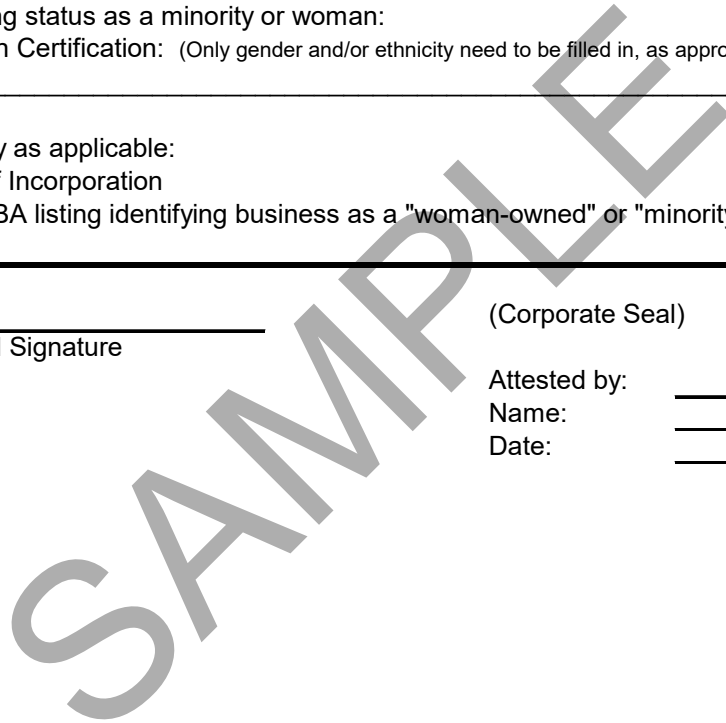 ng status as a minority or woman:
n Certification: (Only gender and/or ethnicity need to be filled in, as appro
y as applicable:
f Incorporation
BA listing identifying business as a "woman-owned" or "minority
(Corporate Seal)
l Signature
Attested by:
Name:
Date:
SAMPLE